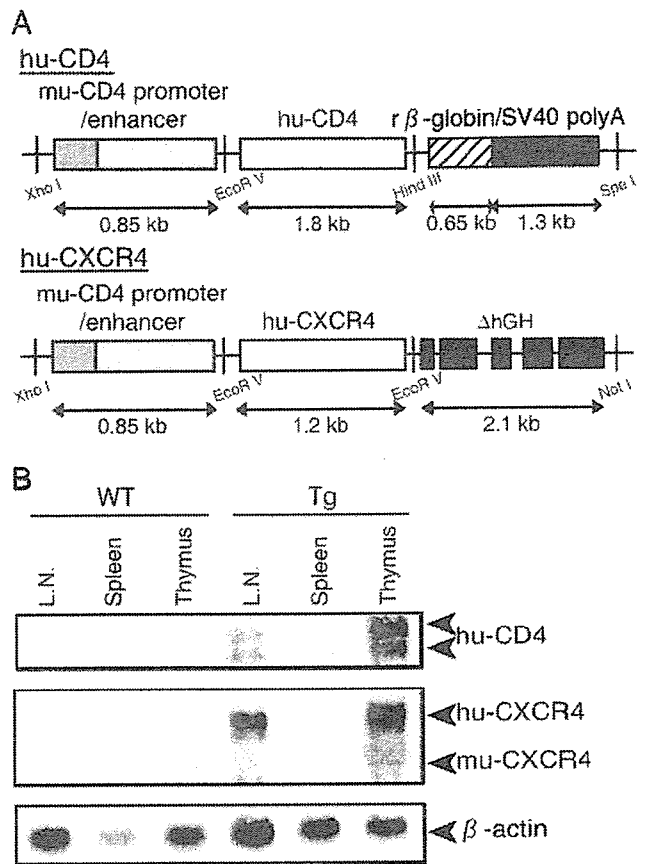 A
hu-CD4
mu-CD4 promoter
/enhancer
hu-CD4
rβ-globin/SV40 polyA
Xho I
EcoR V
Hind III
Spe I
0.85 kb
1.8 kb
0.65 kb
1.3 kb
hu-CXCR4
mu-CD4 promoter
/enhancer
hu-CXCR4
ΔhGH
Xho I
EcoR V
EcoR V
Not I
0.85 kb
1.2 kb
2.1 kb
B
WT
Tg
L.N.
Spleen
Thymus
L.N.
Spleen
Thymus
hu-CD4
hu-CXCR4
mu-CXCR4
β-actin